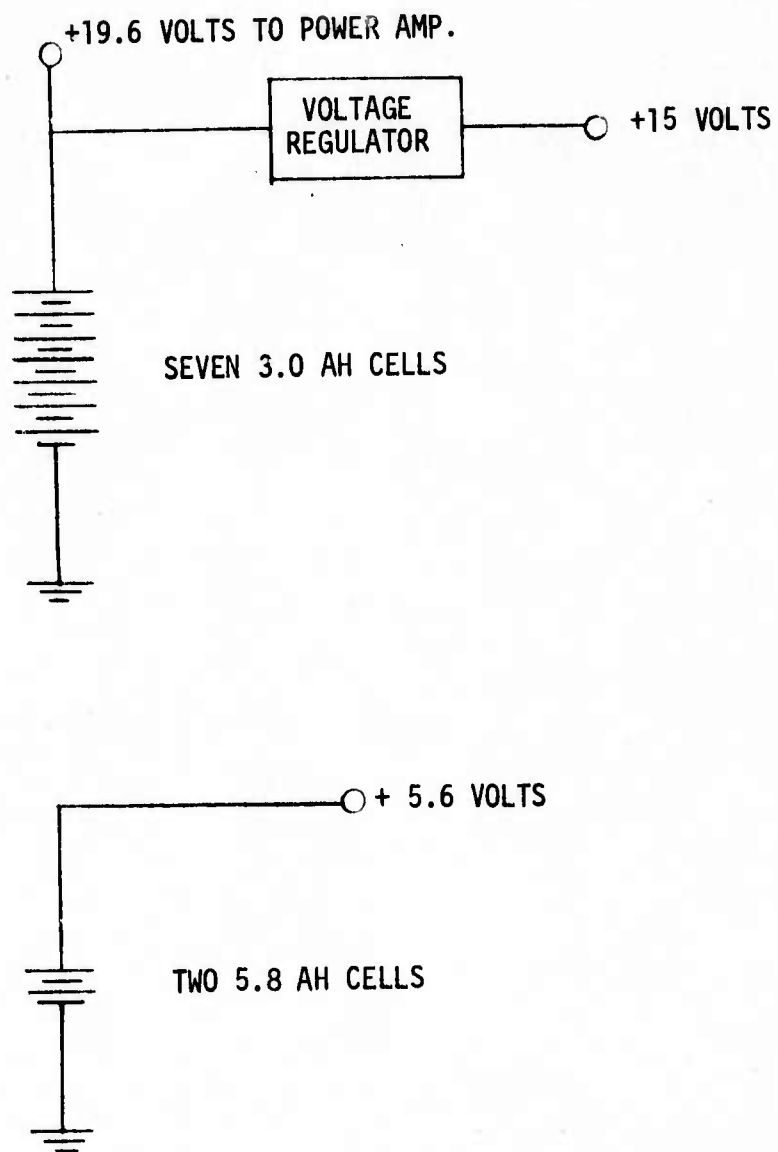 +19.6 VOLTS TO POWER AMP.
VOLTAGE
REGULATOR
+15 VOLTS
SEVEN 3.0 AH CELLS
+ 5.6 VOLTS
TWO 5.8 AH CELLS